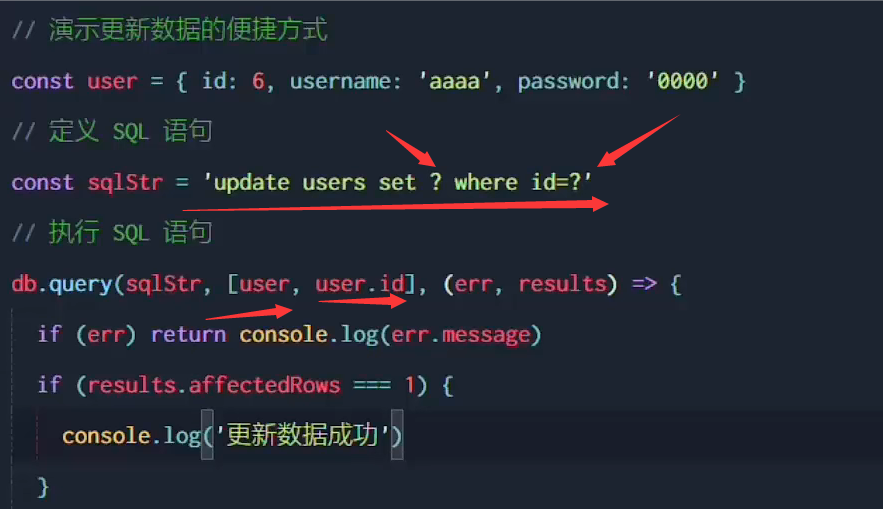 // 演示更新数据的便捷方式
const user = { id: 6, username: 'aaaa', password: '0000' }
// 定义 SQL 语句
const sqlStr = 'update users set ? where id=?'
// 执行 SQL 语句
db.query(sqlStr, [user, user.id], (err, results) => {
if (err) return console.log(err.message)
if (results.affectedRows === 1) {
console.log('更新数据成功')
}